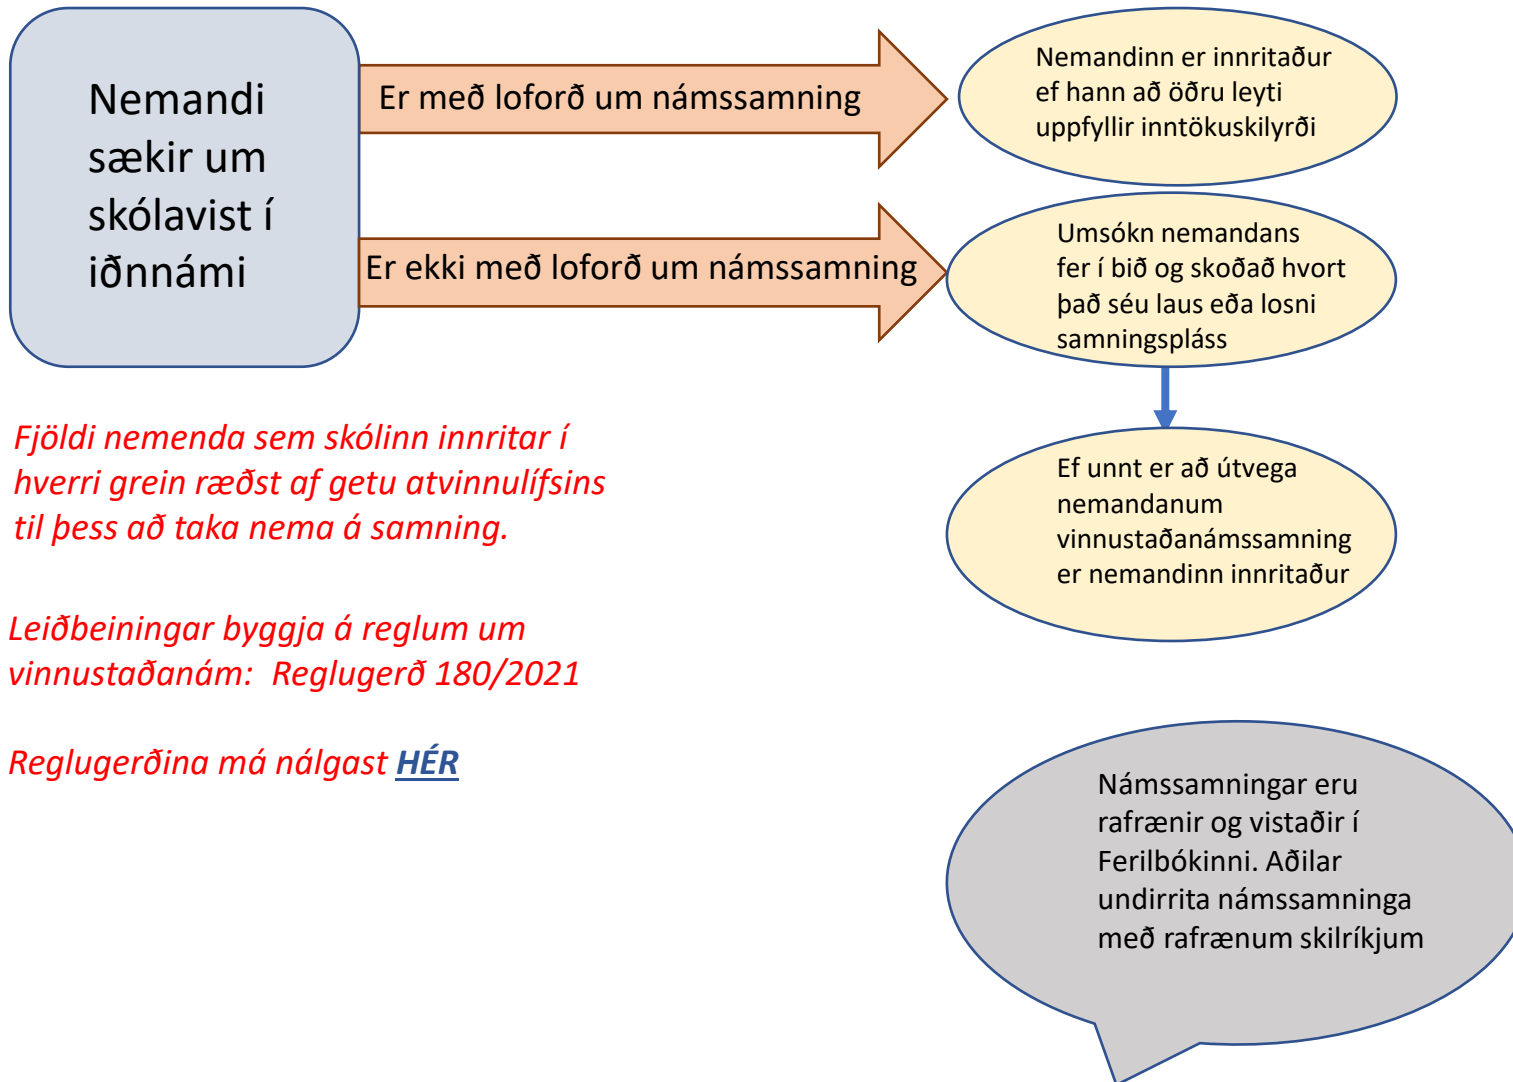 Nemandi
sækir um
skólavist í
iðnnámi
Er með loforð um námssamning
Nemandinn er innritaður
ef hann að öðru leyti
uppfyllir inntökuskilyrði
Er ekki með loforð um námssamning
Umsókn nemandans
fer í bið og skoðað hvort
það séu laus eða losni
samningspláss
Ef unnt er að útvega
nemandanum
vinnustaðanámssamning
er nemandinn innritaður
Fjöldi nemenda sem skólinn innritar í
hverri grein ræðst af getu atvinnulífsins
til þess að taka nema á samning.
Leiðbeiningar byggja á reglum um
vinnustaðanám:  Reglugerð 180/2021
Reglugerðina má nálgast HÉR
Námssamningar eru
rafrænir og vistaðir í
Ferilbókinni. Aðilar
undirrita námssamninga
með rafrænum skilríkjum